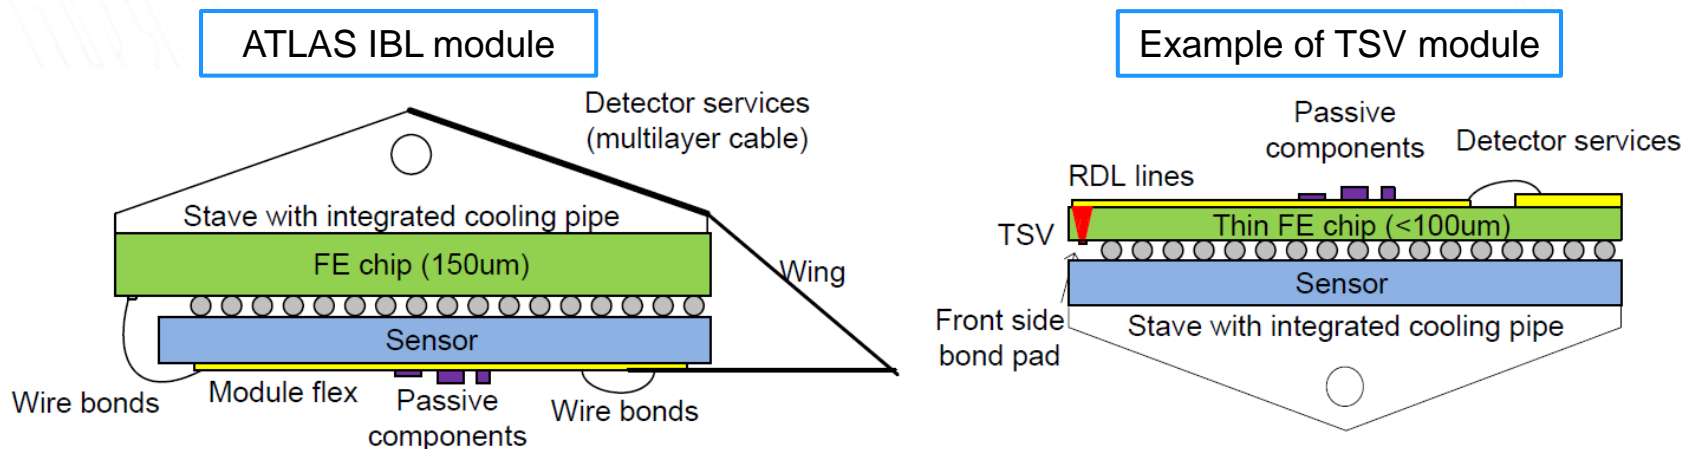 ATLAS IBL module
Detector services
(multilayer cable)
Stave with integrated cooling pipe
FE chip (150um)
Wing
Sensor
Wire bonds
Module flex
Passive
components
Wire bonds
Example of TSV module
Passive
components
Detector services
RDL lines
TSV
Thin FE chip (<100um)
Sensor
Front side
bond pad
Stave with integrated cooling pipe